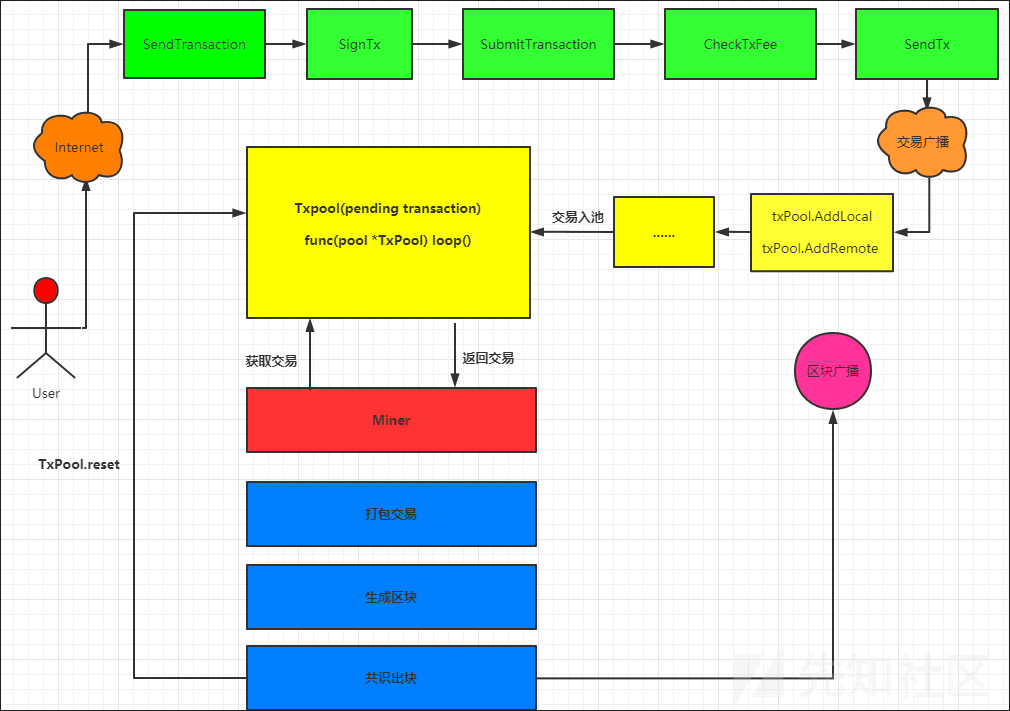 SendTransaction
SignTx
SubmitTransaction
CheckTxFee
SendTx
Internet
交易广播
Txpool(pending transaction)
func(pool *TxPool) loop()
交易入池
......
txPool.AddLocal
txPool.AddRemote
获取交易
返回交易
区块广播
User
Miner
TxPool.reset
打包交易
生成区块
共识出块
先知社区